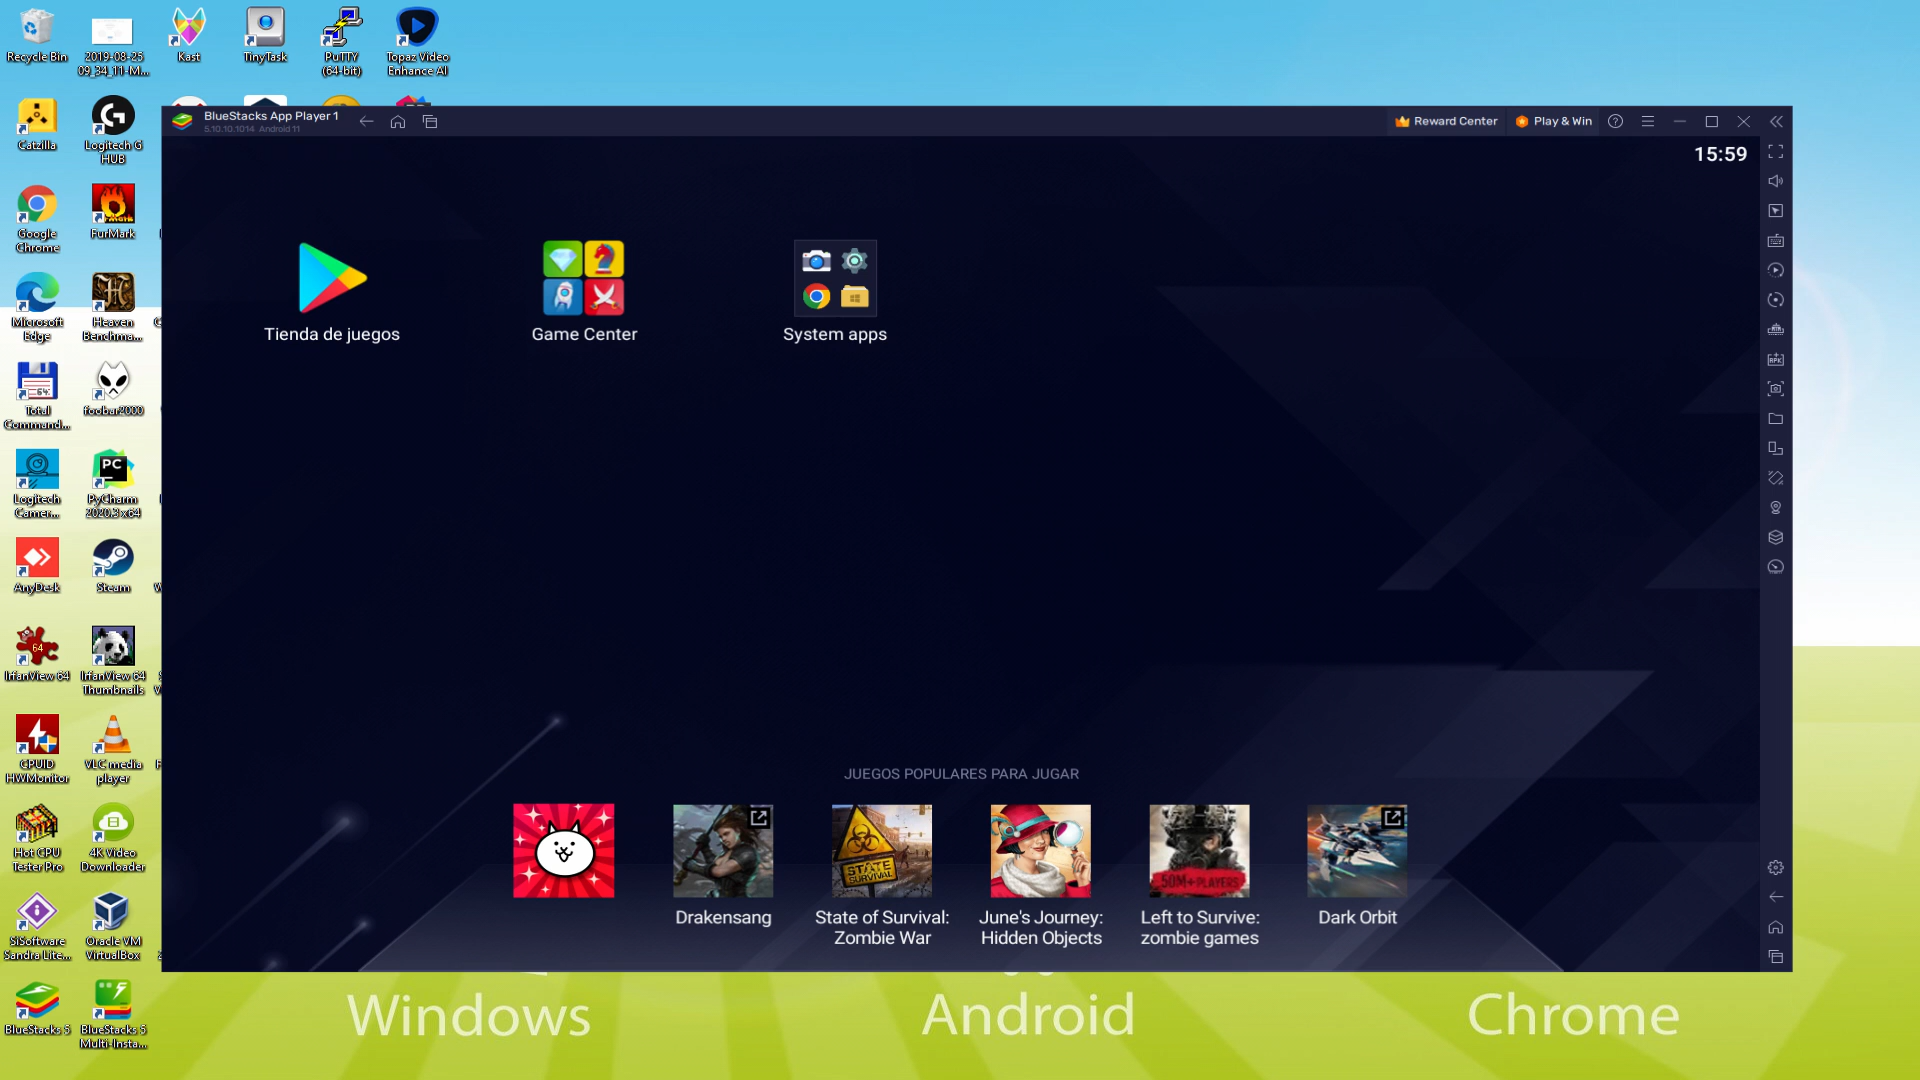 Recycle Bin
2019-08-25
09_34_11-M...
Kast
TinyTask
PuTTY
(64-bit)
Topaz Video
Enhance AI
Catzilla
Logitech G
HUB
Google
Chrome
FurMark
Microsoft
Edge
Heaven
Benchma...
Total
Command...
foobar2000
Logitech
Camer...
PyCharm
2020.3 x64
AnyDesk
Steam
IrfanView 64
IrfanView 64
Thumbnails
CPUID
HWMonitor
VLC media
player
Hot CPU
Tester Pro
4K Video
Downloader
SiSoftware
Sandra Lite...
Oracle VM
VirtualBox
BlueStacks 5
BlueStacks 5
Multi-Insta...
BlueStacks App Player 1
5.10.10.1014 Android 11
Reward Center
Play & Win
15:59
Tienda de juegos
Game Center
System apps
JUEGOS POPULARES PARA JUGAR
STATE
SURVIVAL
50M+ PLAYERS
Drakensang
State of Survival:
Zombie War
June's Journey:
Hidden Objects
Left to Survive:
zombie games
Dark Orbit
Windows
Android
Chrome